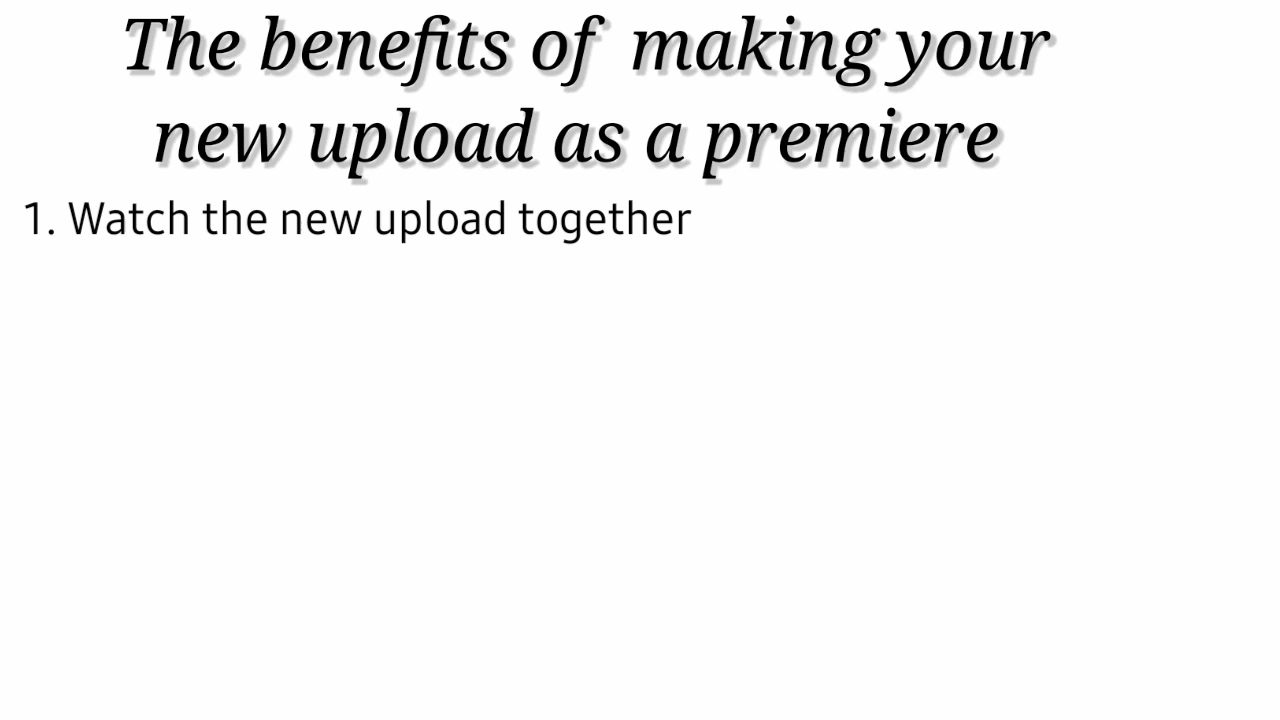 The benefits of making your
new upload as a premiere
1. Watch the new upload together